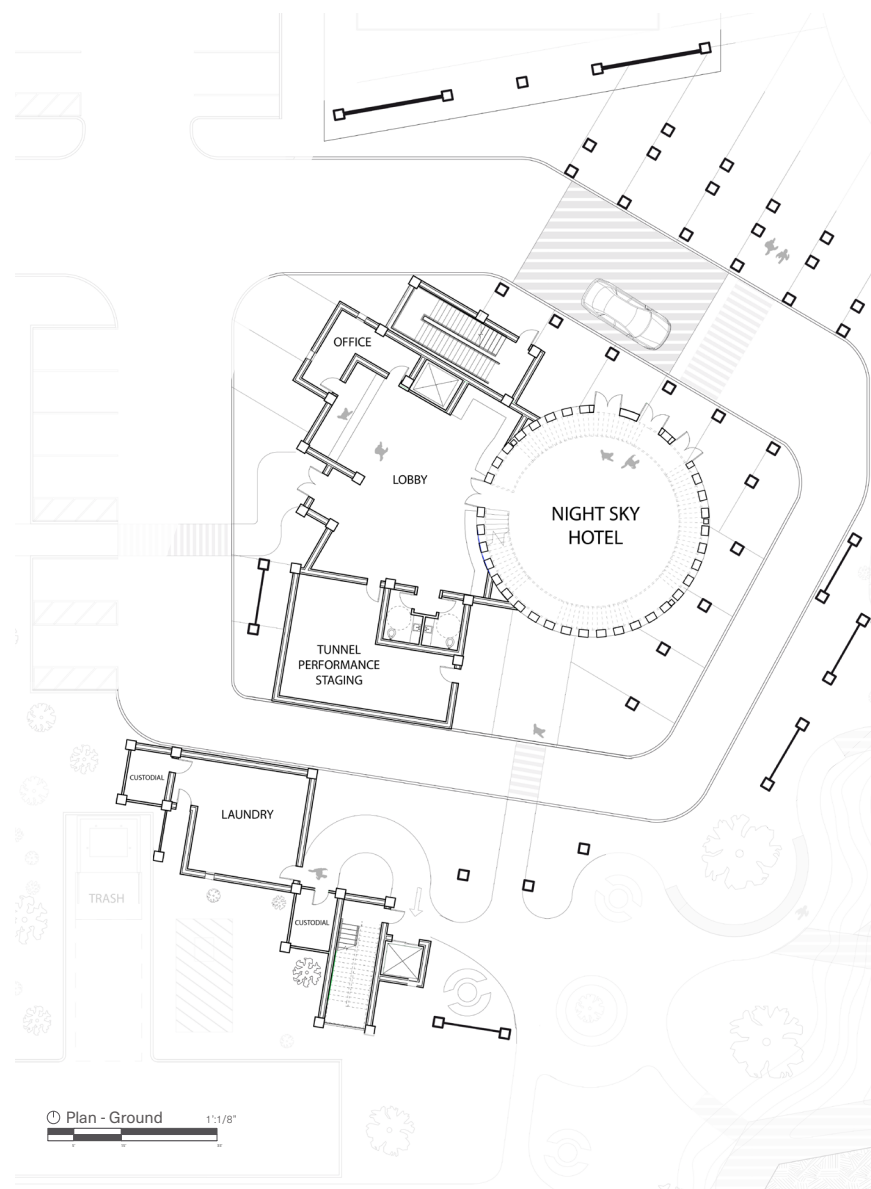 OFFICE
LOBBY
NIGHT SKY
HOTEL
TUNNEL
PERFORMANCE
STAGING
CUSTODIAL
LAUNDRY
TRASH
CUSTODIAL
Plan - Ground 1':1/8"